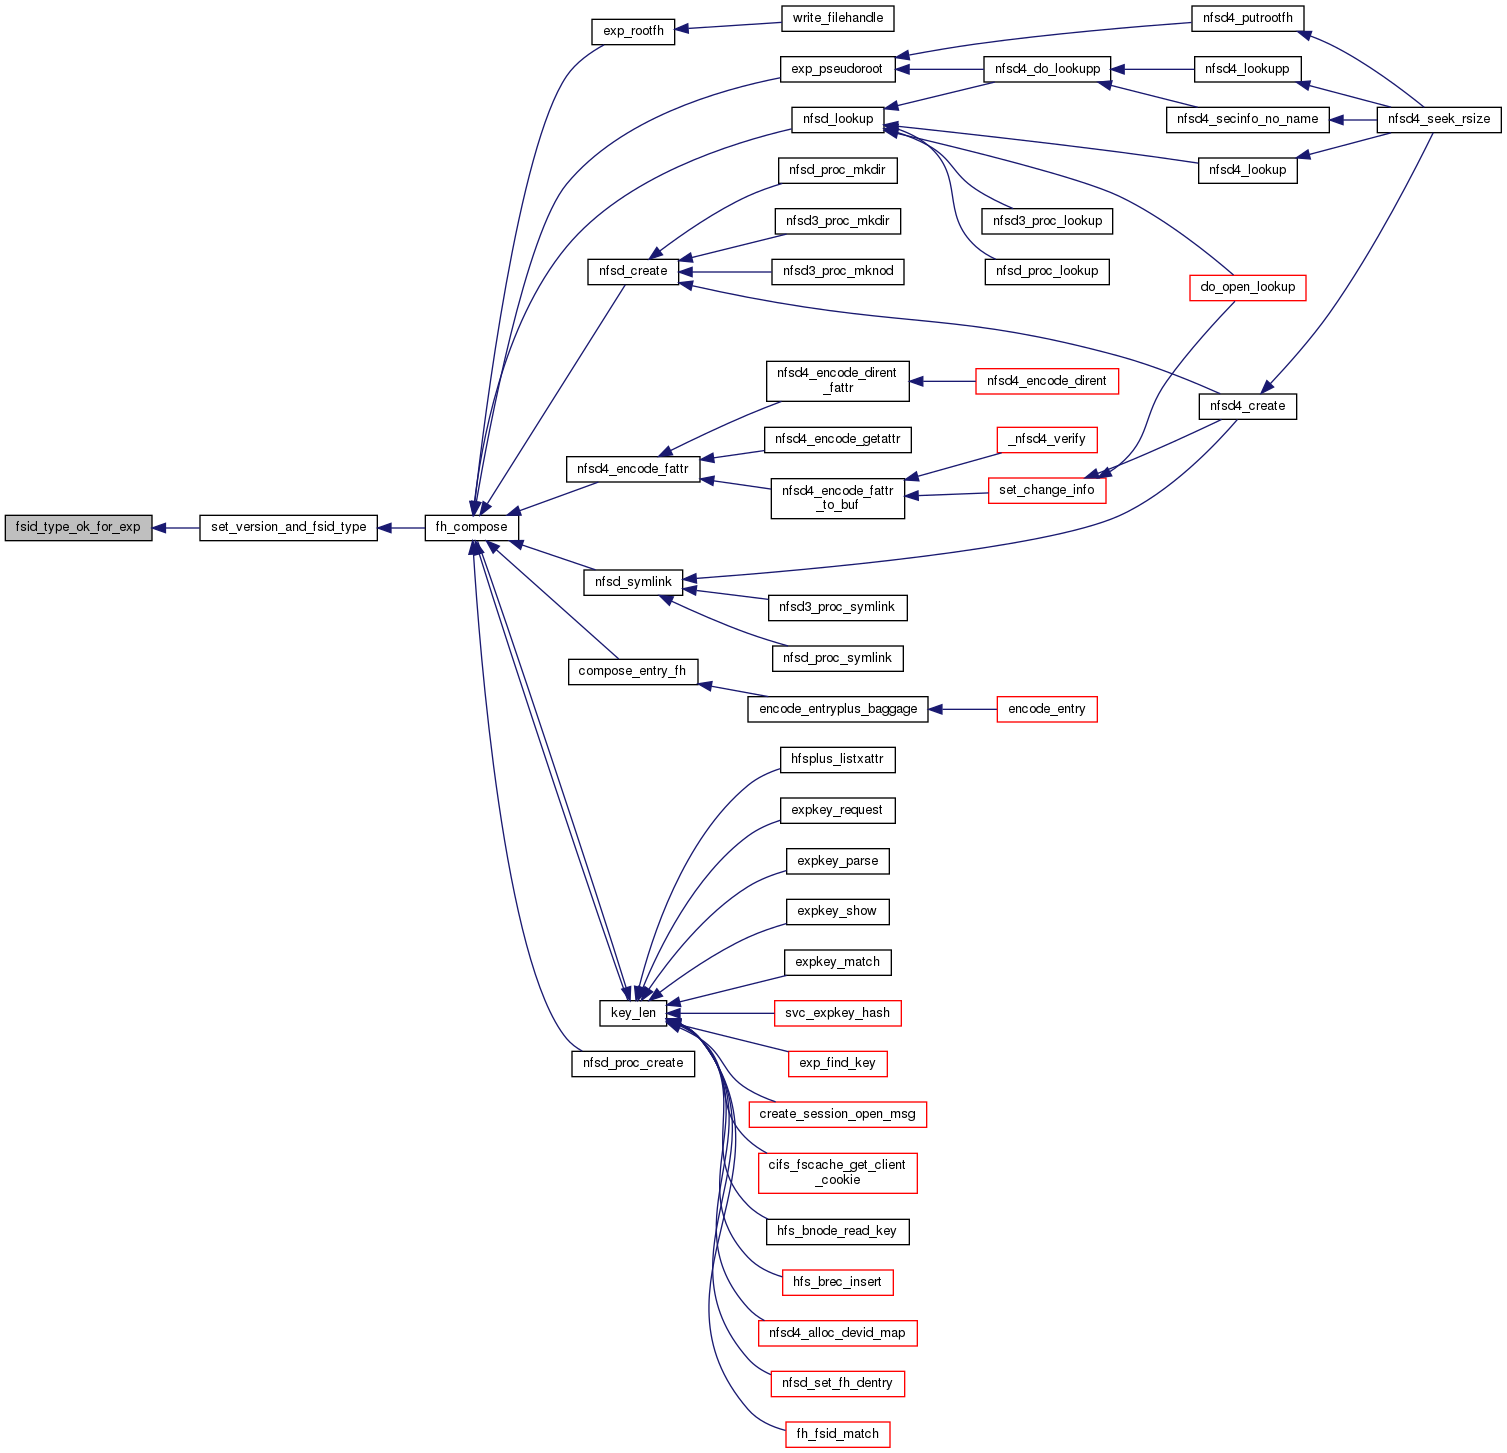 exp_rootfh
write_filehandle
nfsd4_putrootfh
exp_pseudoroot
nfsd4_do_lookupp
nfsd4_lookupp
nfsd_lookup
nfsd4_secinfo_no_name
nfsd4_seek_rsize
nfsd_proc_mkdir
nfsd4_lookup
nfsd3_proc_mkdir
nfsd3_proc_lookup
nfsd_create
nfsd3_proc_mknod
nfsd_proc_lookup
do_open_lookup
nfsd4_encode_dirent
_fattr
nfsd4_encode_dirent
nfsd4_create
nfsd4_encode_getattr
_nfsd4_verify
nfsd4_encode_fattr
nfsd4_encode_fattr
_to_buf
set_change_info
fsid_type_ok_for_exp
set_version_and_fsid_type
fh_compose
nfsd_symlink
nfsd3_proc_symlink
nfsd_proc_symlink
compose_entry_fh
encode_entryplus_baggage
encode_entry
hfsplus_listxattr
expkey_request
expkey_parse
expkey_show
expkey_match
key_len
svc_expkey_hash
nfsd_proc_create
exp_find_key
create_session_open_msg
cifs_fscache_get_client
_cookie
hfs_bnode_read_key
hfs_brec_insert
nfsd4_alloc_devid_map
nfsd_set_fh_dentry
fh_fsid_match